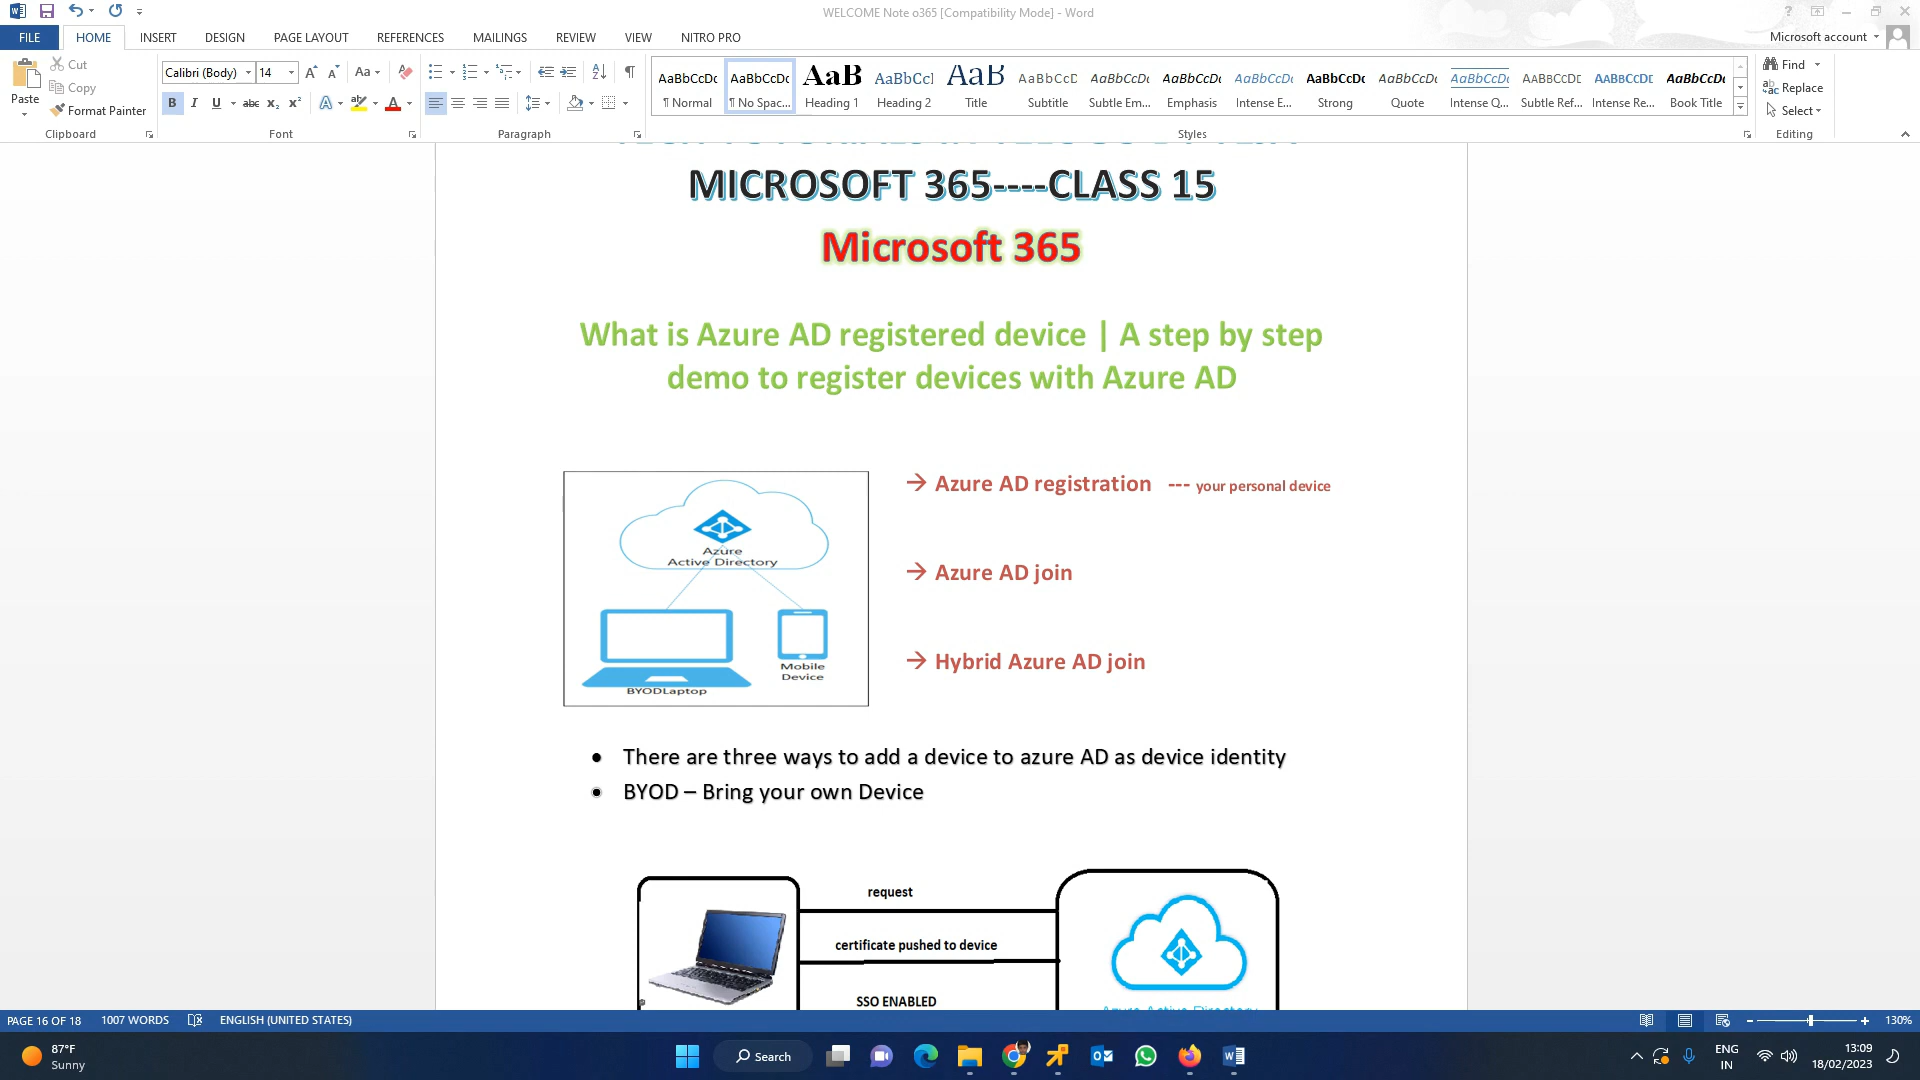 WELCOME Note o365 [Compatibility Mode] - Word
FILE HOME INSERT DESIGN PAGE LAYOUT REFERENCES MAILINGS REVIEW VIEW NITRO PRO
Microsoft account
Paste
Cut
Copy
Format Painter
Clipboard
Calibri (Body) 14
Font
Paragraph
AaBbCcDc AaBbCcDc AaB AaBbCcI AaB AaBbCcD AaBbCcDc AaBbCcDc AaBbCcDc AaBbCcDc AaBbCcDc AaBbCcDc AABBCCDE AABBCCDE AaBbCcDc
¶ Normal ¶ No Spac... Heading 1 Heading 2 Title Subtitle Subtle Em... Emphasis Intense E... Strong Quote Intense Q... Subtle Ref... Intense Re... Book Title
Styles
Find
Replace
Select
Editing
MICROSOFT 365----CLASS 15
Microsoft 365
What is Azure AD registered device | A step by step
demo to register devices with Azure AD
Azure
Active Directory
BYODLaptop
Mobile
Device
→ Azure AD registration --- your personal device
→ Azure AD join
→ Hybrid Azure AD join
• There are three ways to add a device to azure AD as device identity
• BYOD – Bring your own Device
request
certificate pushed to device
SSO ENABLED
Azure Active Directory
PAGE 16 OF 18 1007 WORDS ENGLISH (UNITED STATES) 130%
87°F
Sunny
Search
ENG
IN
13:09
18/02/2023